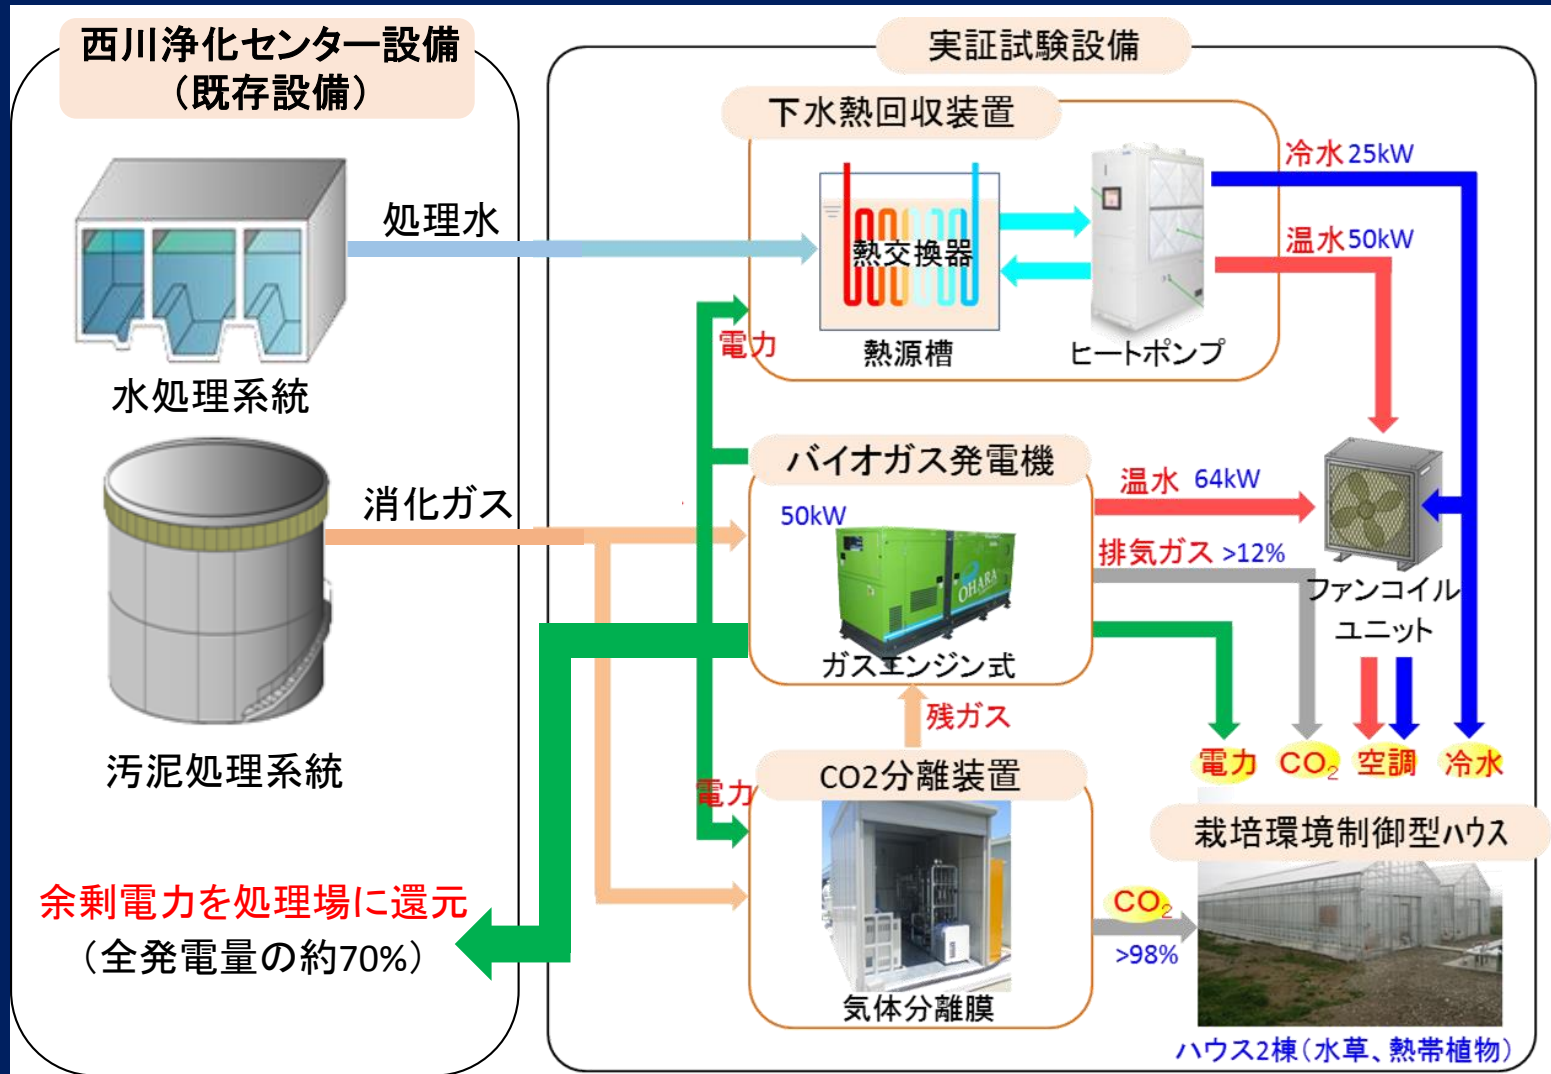 西川浄化センター設備
（既存設備）
実証試験設備
下水熱回収装置
冷水 25kW
処理水
熱交換器
温水 50kW
電力
熱源槽
ヒートポンプ
水処理系統
バイオガス発電機
消化ガス
50kW
温水 64kW
排気ガス >12%
OHARA
ファンコイル
ユニット
ガスエンジン式
残ガス
汚泥処理系統
電力
CO₂
空調
冷水
CO2分離装置
電力
栽培環境制御型ハウス
余剰電力を処理場に還元
（全発電量の約70%）
CO₂
>98%
気体分離膜
ハウス2棟（水草、熱帯植物）